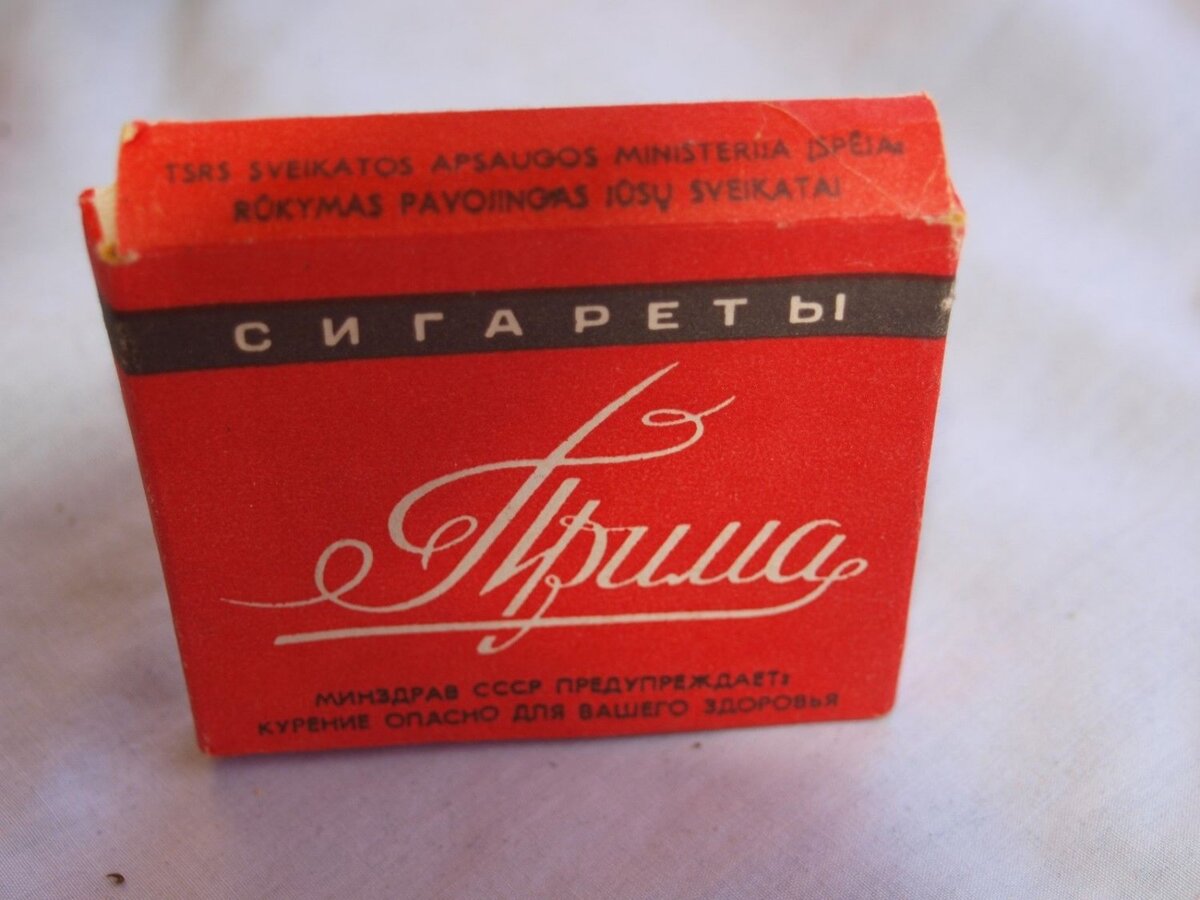 TSRS SVEIKATOS APSAUGOS MINISTERIJA ĮSPĖJA:
RŪKYMAS PAVOJINGAS JŪSŲ SVEIKATAI
СИГАРЕТЫ
Прима
МИНЗДРАВ СССР ПРЕДУПРЕЖДАЕТ:
КУРЕНИЕ ОПАСНО ДЛЯ ВАШЕГО ЗДОРОВЬЯ